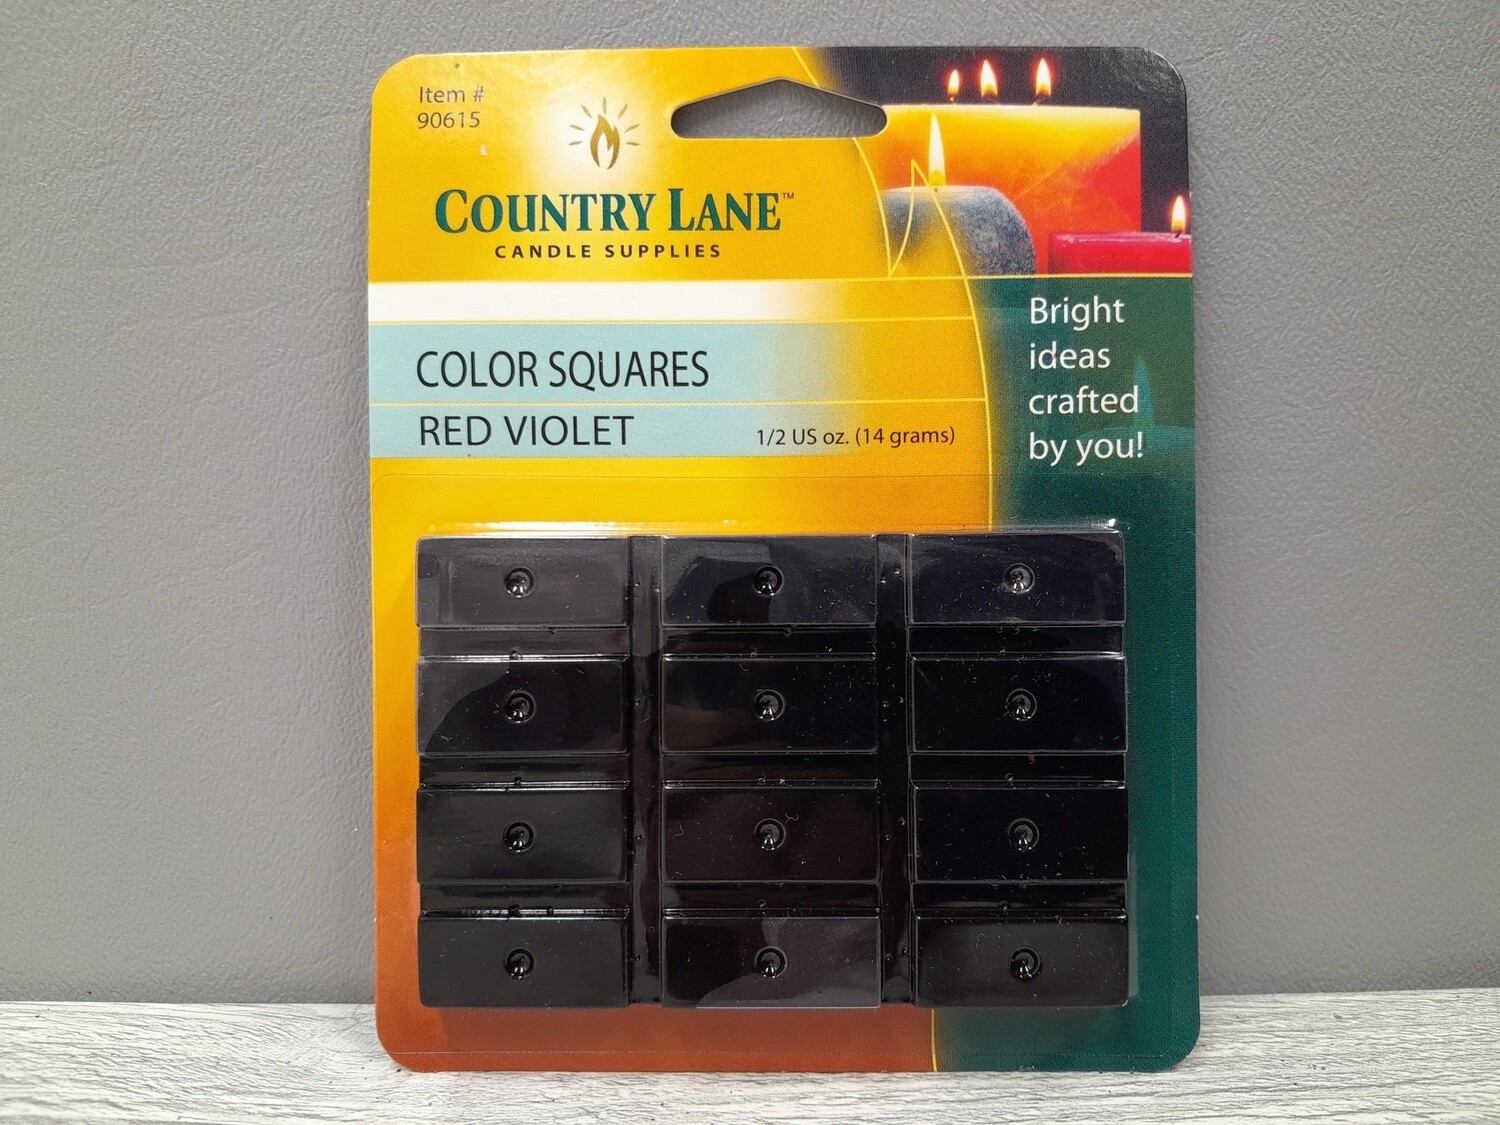 Item #
90615
COUNTRY LANE™
CANDLE SUPPLIES
COLOR SQUARES
RED VIOLET
1/2 US oz. (14 grams)
Bright
ideas
crafted
by you!